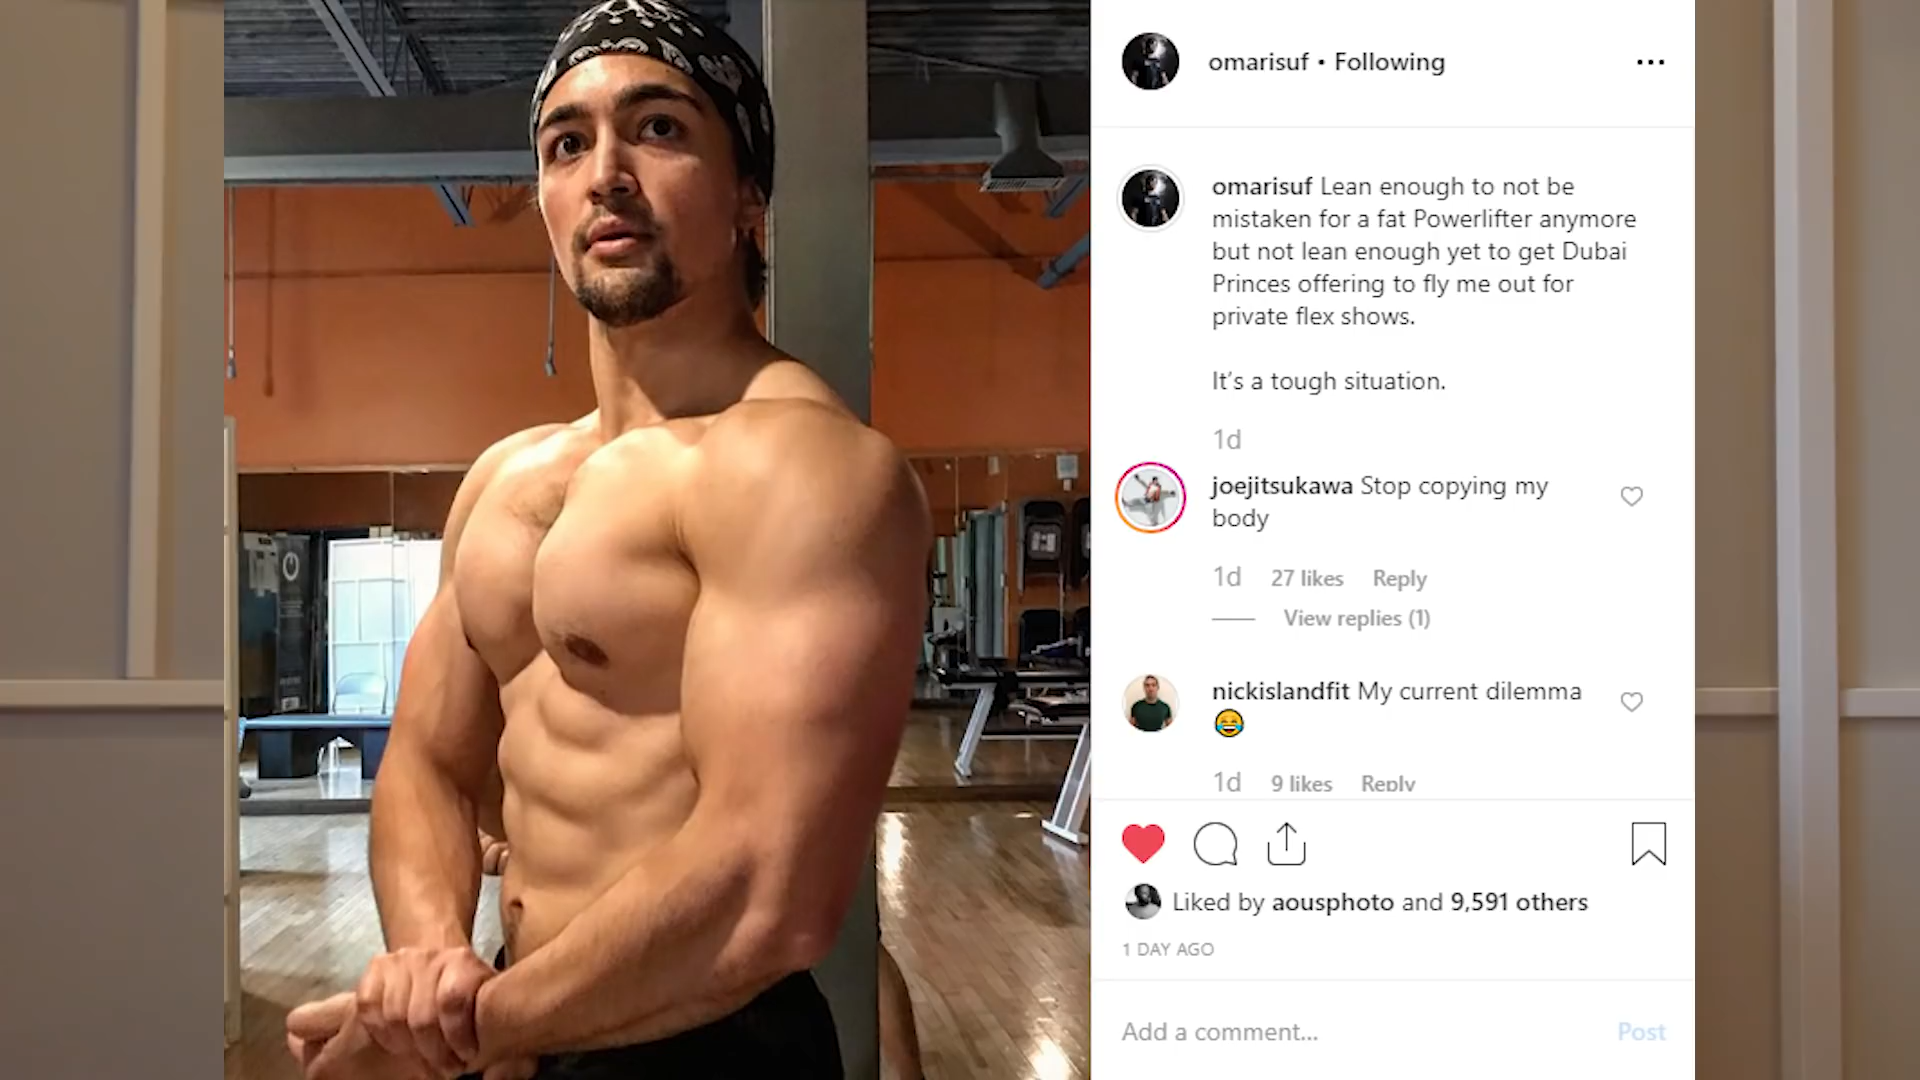 omarisuf • Following
omarisuf Lean enough to not be
mistaken for a fat Powerlifter anymore
but not lean enough yet to get Dubai
Princes offering to fly me out for
private flex shows.
It's a tough situation.
1d
joejitsukawa Stop copying my
body
1d 27 likes Reply
View replies (1)
nickislandfit My current dilemma
😂
1d 9 likes Reply
Liked by aousphoto and 9,591 others
1 DAY AGO
Add a comment... Post